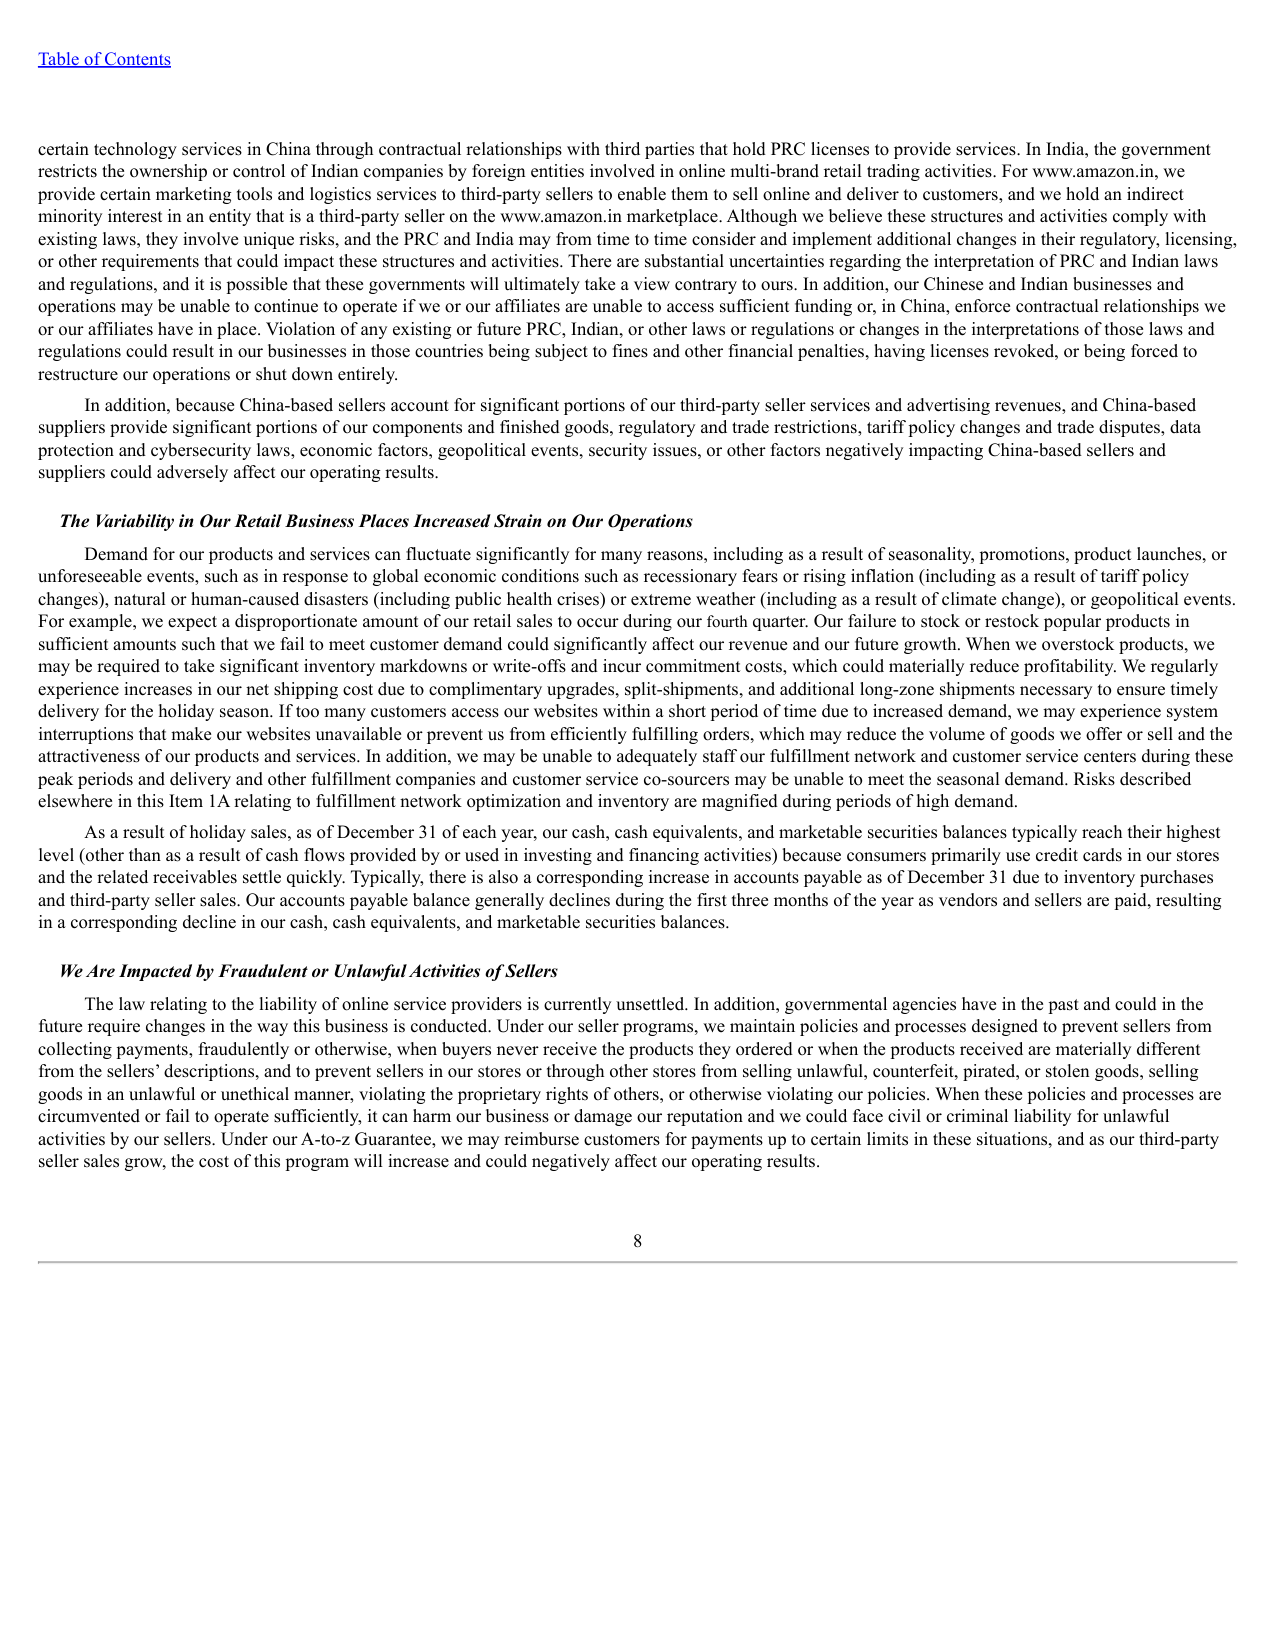 Table of Contents
certain technology services in China through contractual relationships with third parties that hold PRC licenses to provide services. In India, the government
restricts the ownership or control of Indian companies by foreign entities involved in online multi-brand retail trading activities. For www.amazon.in, we
provide certain marketing tools and logistics services to third-party sellers to enable them to sell online and deliver to customers, and we hold an indirect
minority interest in an entity that is a third-party seller on the www.amazon.in marketplace. Although we believe these structures and activities comply with
existing laws, they involve unique risks, and the PRC and India may from time to time consider and implement additional changes in their regulatory, licensing,
or other requirements that could impact these structures and activities. There are substantial uncertainties regarding the interpretation of PRC and Indian laws
and regulations, and it is possible that these governments will ultimately take a view contrary to ours. In addition, our Chinese and Indian businesses and
operations may be unable to continue to operate if we or our affiliates are unable to access sufficient funding or, in China, enforce contractual relationships we
or our affiliates have in place. Violation of any existing or future PRC, Indian, or other laws or regulations or changes in the interpretations of those laws and
regulations could result in our businesses in those countries being subject to fines and other financial penalties, having licenses revoked, or being forced to
restructure our operations or shut down entirely.
In addition, because China-based sellers account for significant portions of our third-party seller services and advertising revenues, and China-based
suppliers provide significant portions of our components and finished goods, regulatory and trade restrictions, tariff policy changes and trade disputes, data
protection and cybersecurity laws, economic factors, geopolitical events, security issues, or other factors negatively impacting China-based sellers and
suppliers could adversely affect our operating results.
The Variability in Our Retail Business Places Increased Strain on Our Operations
Demand for our products and services can fluctuate significantly for many reasons, including as a result of seasonality, promotions, product launches, or
unforeseeable events, such as in response to global economic conditions such as recessionary fears or rising inflation (including as a result of tariff policy
changes), natural or human-caused disasters (including public health crises) or extreme weather (including as a result of climate change), or geopolitical events.
For example, we expect a disproportionate amount of our retail sales to occur during our fourth quarter. Our failure to stock or restock popular products in
sufficient amounts such that we fail to meet customer demand could significantly affect our revenue and our future growth. When we overstock products, we
may be required to take significant inventory markdowns or write-offs and incur commitment costs, which could materially reduce profitability. We regularly
experience increases in our net shipping cost due to complimentary upgrades, split-shipments, and additional long-zone shipments necessary to ensure timely
delivery for the holiday season. If too many customers access our websites within a short period of time due to increased demand, we may experience system
interruptions that make our websites unavailable or prevent us from efficiently fulfilling orders, which may reduce the volume of goods we offer or sell and the
attractiveness of our products and services. In addition, we may be unable to adequately staff our fulfillment network and customer service centers during these
peak periods and delivery and other fulfillment companies and customer service co-sourcers may be unable to meet the seasonal demand. Risks described
elsewhere in this Item 1A relating to fulfillment network optimization and inventory are magnified during periods of high demand.
As a result of holiday sales, as of December 31 of each year, our cash, cash equivalents, and marketable securities balances typically reach their highest
level (other than as a result of cash flows provided by or used in investing and financing activities) because consumers primarily use credit cards in our stores
and the related receivables settle quickly. Typically, there is also a corresponding increase in accounts payable as of December 31 due to inventory purchases
and third-party seller sales. Our accounts payable balance generally declines during the first three months of the year as vendors and sellers are paid, resulting
in a corresponding decline in our cash, cash equivalents, and marketable securities balances.
We Are Impacted by Fraudulent or Unlawful Activities of Sellers
The law relating to the liability of online service providers is currently unsettled. In addition, governmental agencies have in the past and could in the
future require changes in the way this business is conducted. Under our seller programs, we maintain policies and processes designed to prevent sellers from
collecting payments, fraudulently or otherwise, when buyers never receive the products they ordered or when the products received are materially different
from the sellers’ descriptions, and to prevent sellers in our stores or through other stores from selling unlawful, counterfeit, pirated, or stolen goods, selling
goods in an unlawful or unethical manner, violating the proprietary rights of others, or otherwise violating our policies. When these policies and processes are
circumvented or fail to operate sufficiently, it can harm our business or damage our reputation and we could face civil or criminal liability for unlawful
activities by our sellers. Under our A-to-z Guarantee, we may reimburse customers for payments up to certain limits in these situations, and as our third-party
seller sales grow, the cost of this program will increase and could negatively affect our operating results.
8